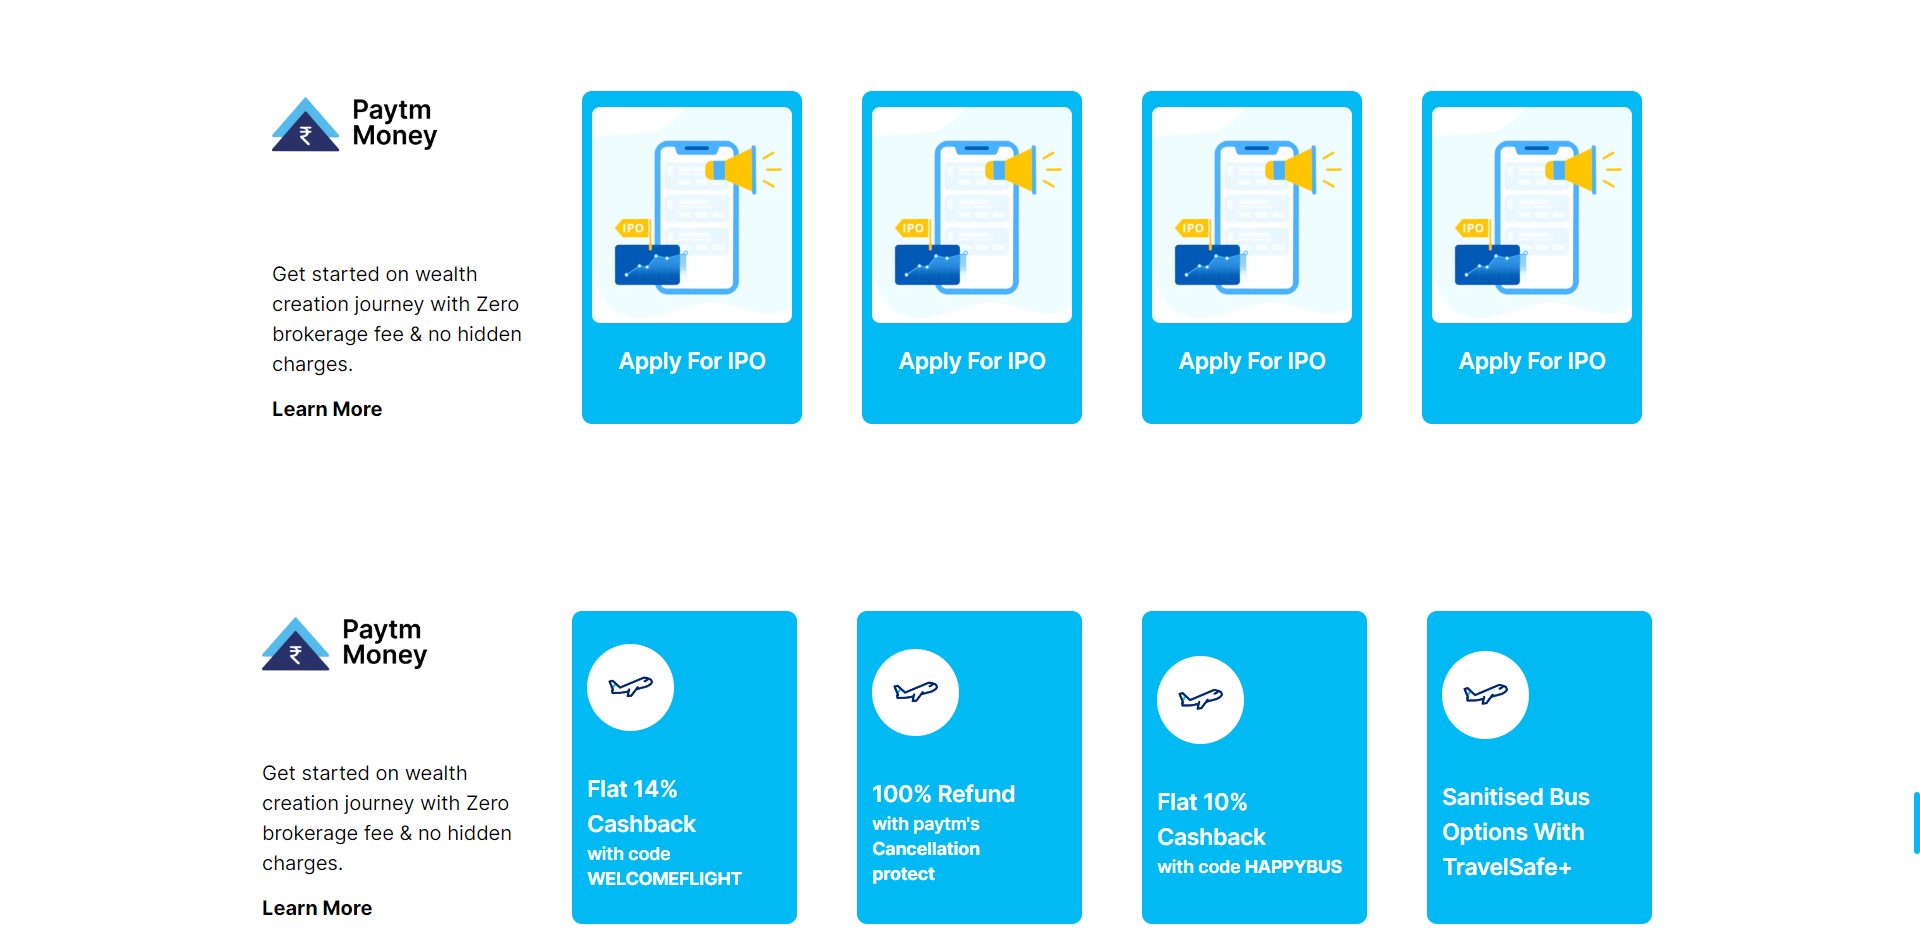 Paytm
Money
Get started on wealth
creation journey with Zero
brokerage fee & no hidden
charges.
Learn More
IPO
Apply For IPO
IPO
Apply For IPO
IPO
Apply For IPO
IPO
Apply For IPO
Paytm
Money
Get started on wealth
creation journey with Zero
brokerage fee & no hidden
charges.
Learn More
Flat 14%
Cashback
with code
WELCOMEFLIGHT
100% Refund
with paytm's
Cancellation
protect
Flat 10%
Cashback
with code HAPPYBUS
Sanitised Bus
Options With
TravelSafe+